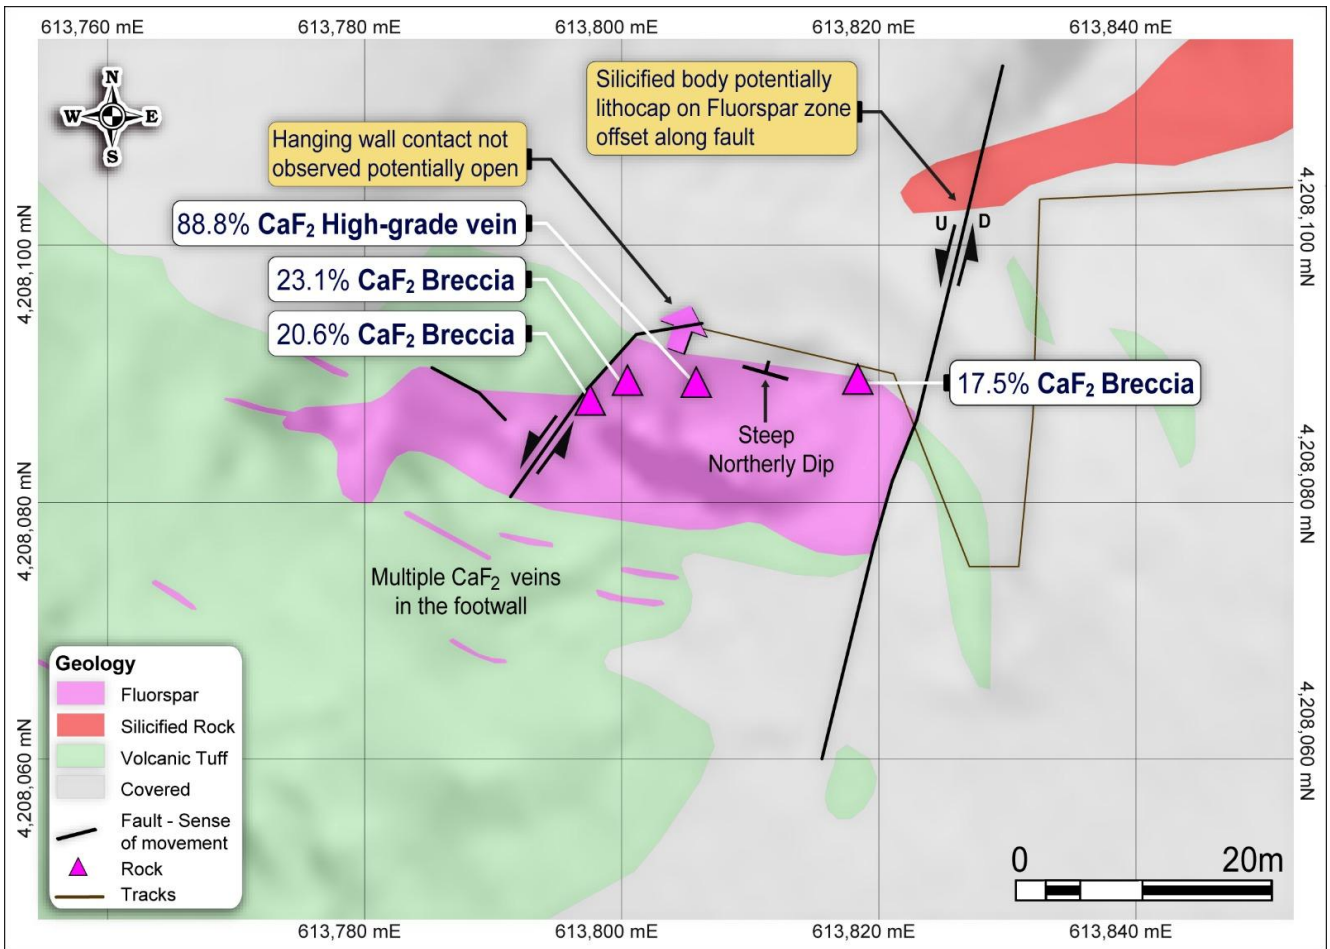 613,760 mE
613,780 mE
613,800 mE
613,820 mE
613,840 mE
N
W
E
S
Silicified body potentially
lithocap on Fluorspar zone
offset along fault
Hanging wall contact not
observed potentially open
88.8% CaF₂ High-grade vein
23.1% CaF₂ Breccia
20.6% CaF₂ Breccia
U
D
17.5% CaF₂ Breccia
Steep
Northerly Dip
Multiple CaF₂ veins
in the footwall
4,208,100 mN
4,208,080 mN
4,208,060 mN
4,208,100 mN
4,208,080 mN
4,208,060 mN
Geology
Fluorspar
Silicified Rock
Volcanic Tuff
Covered
Fault - Sense
of movement
Rock
Tracks
0
20m
613,780 mE
613,800 mE
613,820 mE
613,840 mE